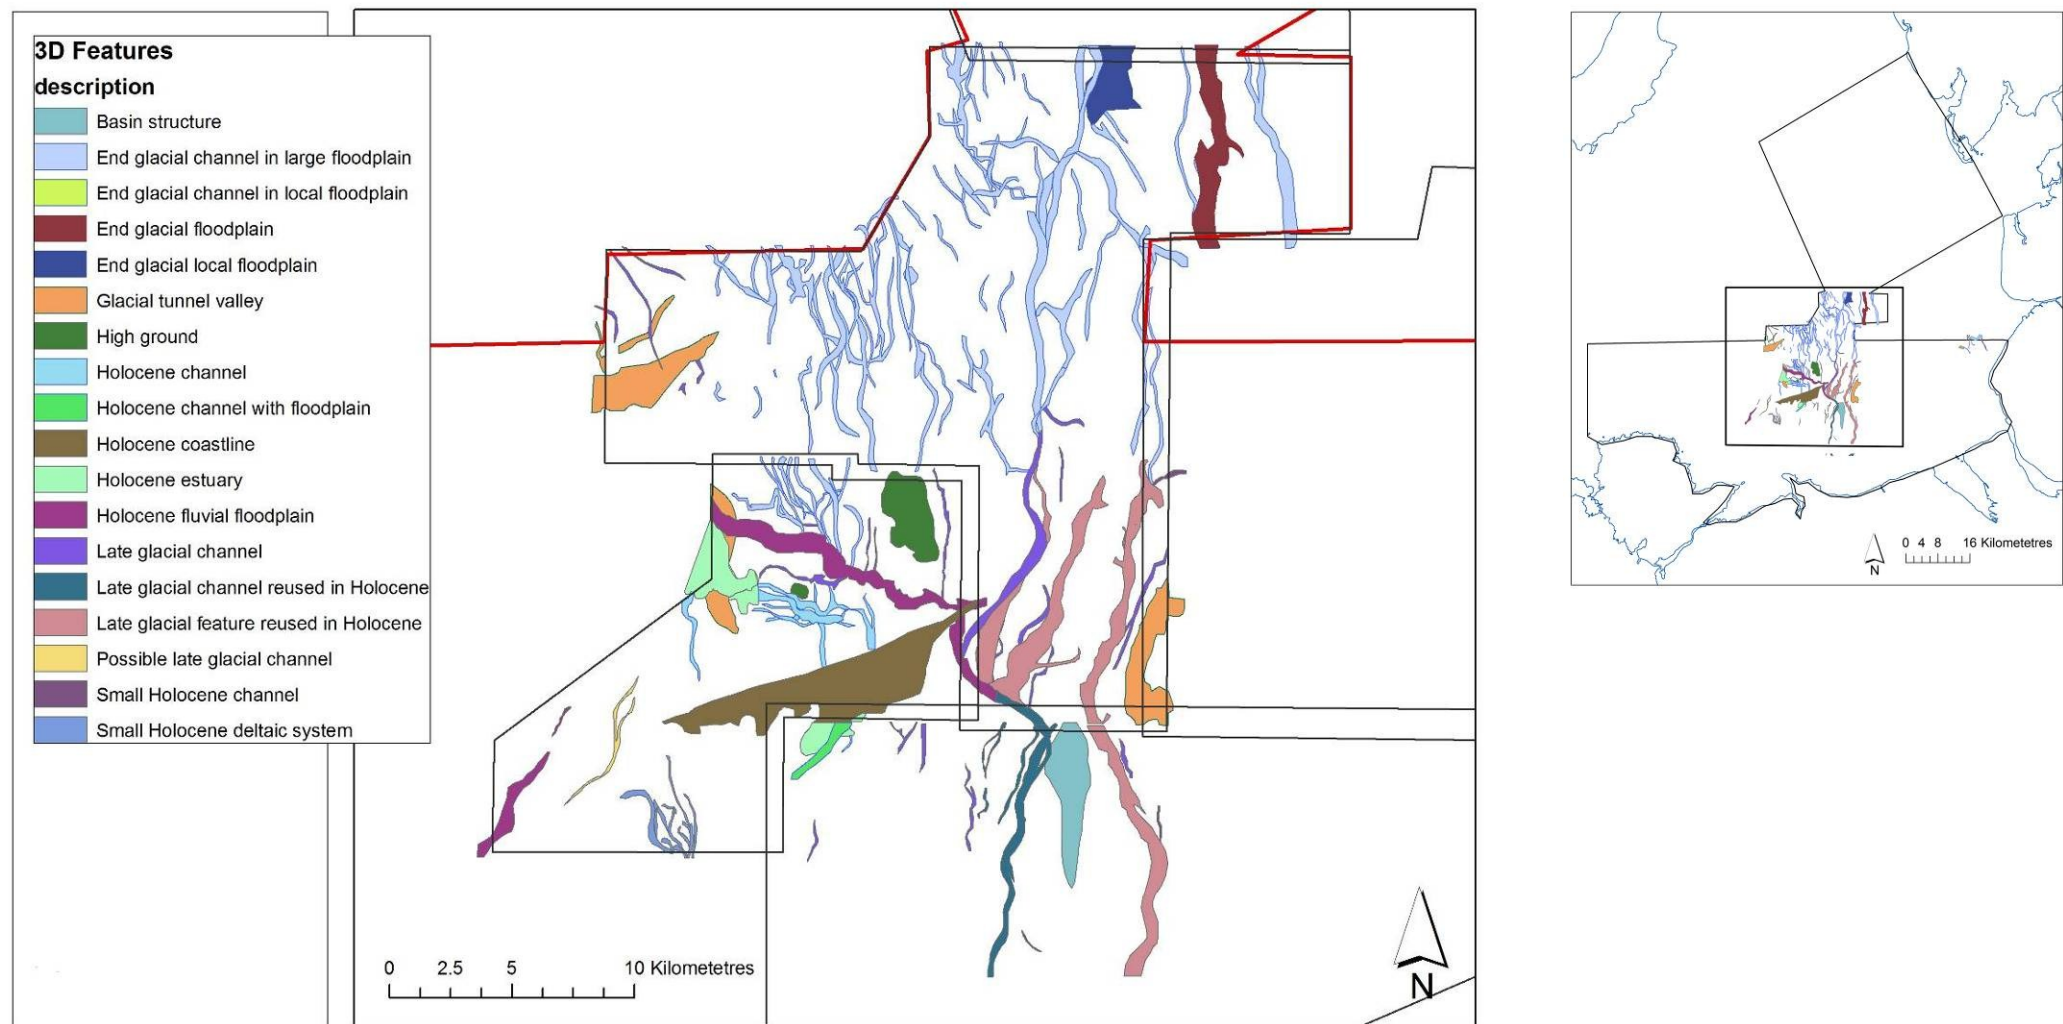 3D Features
description
Basin structure
End glacial channel in large floodplain
End glacial channel in local floodplain
End glacial floodplain
End glacial local floodplain
Glacial tunnel valley
High ground
Holocene channel
Holocene channel with floodplain
Holocene coastline
Holocene estuary
Holocene fluvial floodplain
Late glacial channel
Late glacial channel reused in Holocene
Late glacial feature reused in Holocene
Possible late glacial channel
Small Holocene channel
Small Holocene deltaic system
0 2.5 5 10 Kilometetres
N
0 4 8 16 Kilometetres
N